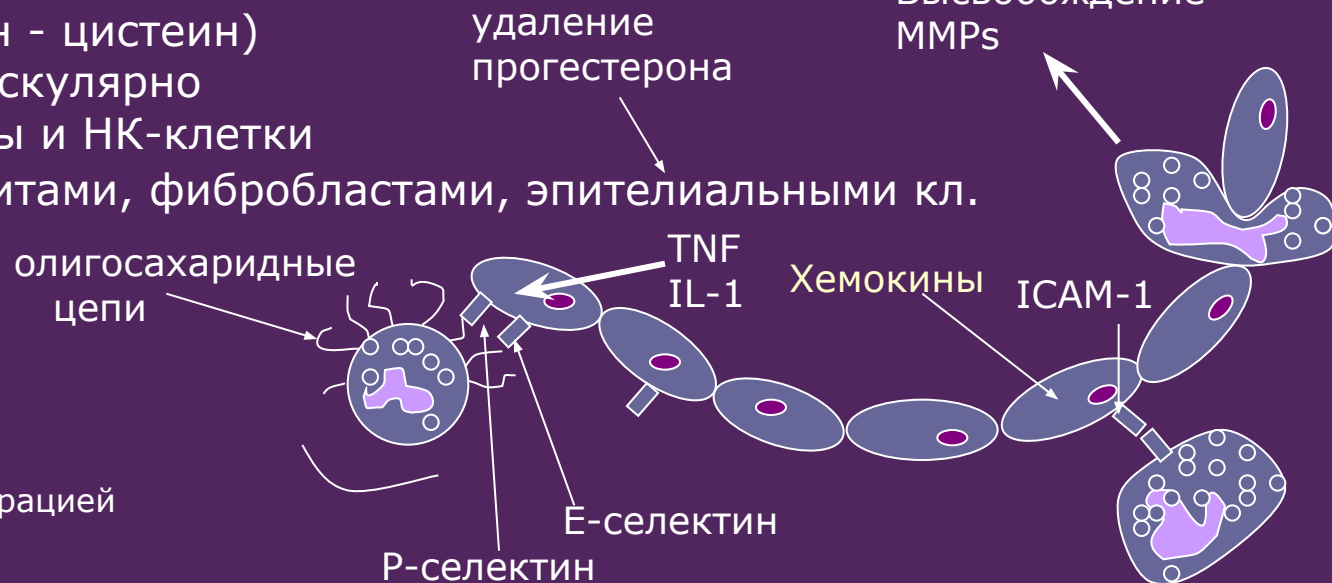 н - цистеин)
скулярно
ы и НК-клетки
итами, фибробластами, эпителиальными кл.
удаление
прогестерона
Высвобождение
MMPs
олигосахаридные
цепи
TNF
IL-1
Хемокины
ICAM-1
рацией
Е-селектин
Р-селектин